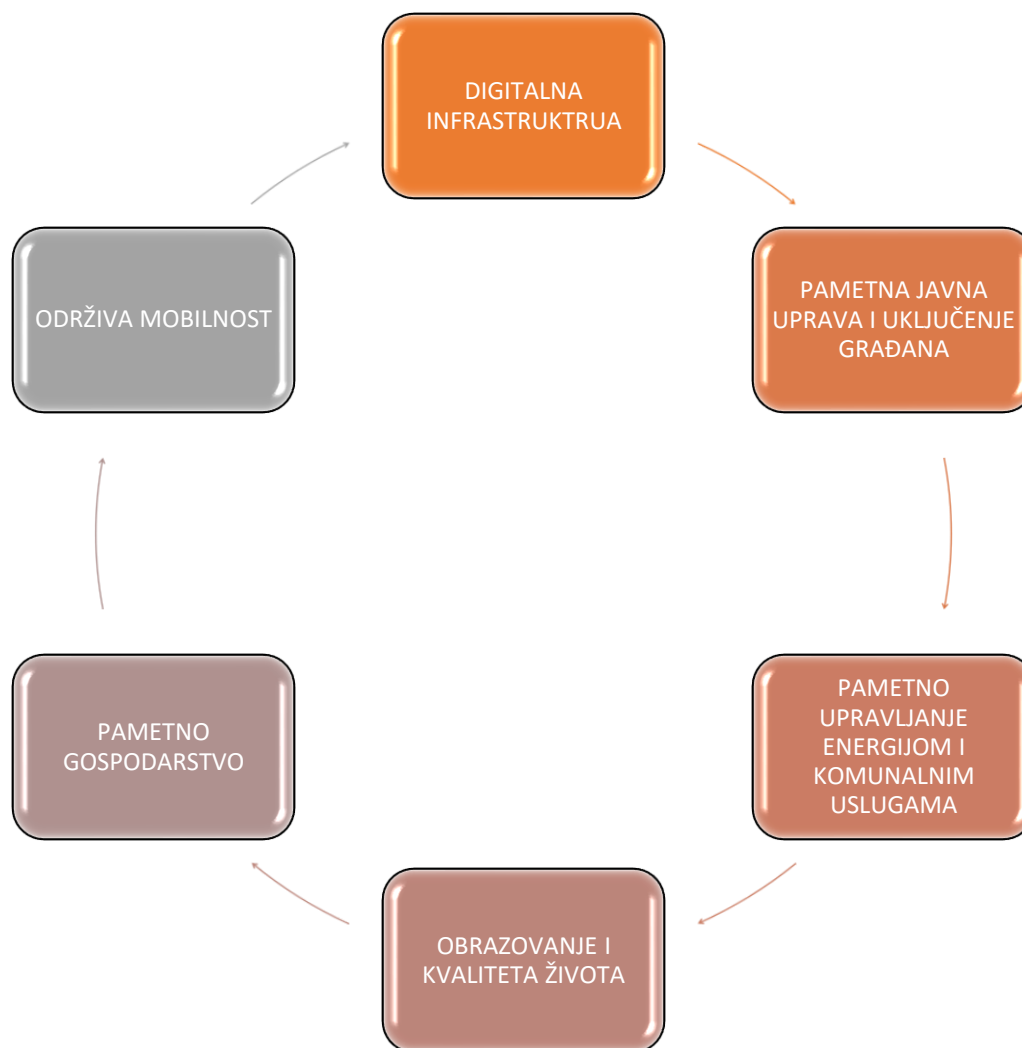 DIGITALNA
INFRASTRUKTRUA
PAMETNA JAVNA
UPRAVA I UKLJUČENJE
GRAĐANA
PAMETNO
UPRAVLJANJE
ENERGIJOM I
KOMUNALNIM
USLUGAMA
OBRAZOVANJE I
KVALITETA ŽIVOTA
PAMETNO
GOSPODARSTVO
ODRŽIVA MOBILNOST